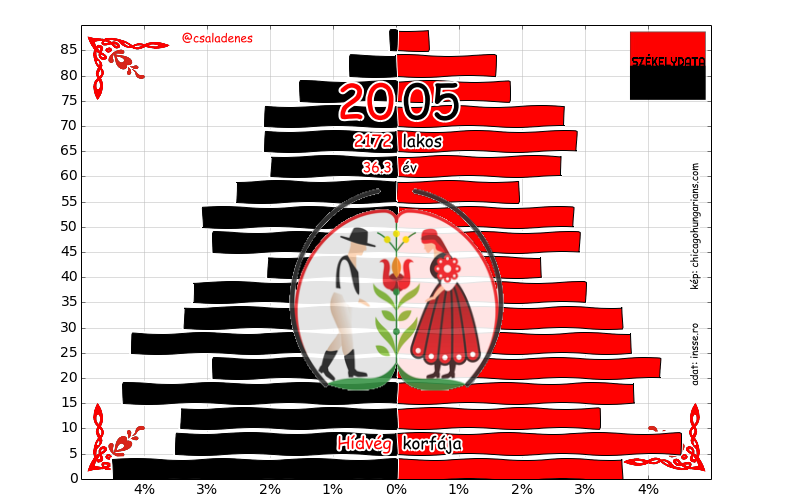 @csaladenes
SZÉKELYDATA
2005
2172 lakos
36.3 év
kép: chicagohungarians.com
adat: insse.ro
Hídvég korfája
85
80
75
70
65
60
55
50
45
40
35
30
25
20
15
10
5
0
4% 3% 2% 1% 0% 1% 2% 3% 4%